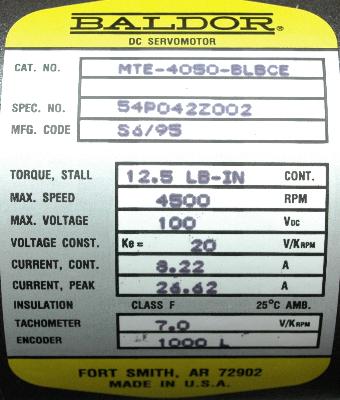 BALDOR
DC SERVOMOTOR
CAT. NO. MTE-4050-BLBCE
SPEC. NO. 54P042Z002
MFG. CODE S6/95
TORQUE, STALL 12.5 LB-IN CONT.
MAX. SPEED 4500 RPM
MAX. VOLTAGE 100 VDC
VOLTAGE CONST. Ke= 20 V/KRPM
CURRENT, CONT. 3.22 A
CURRENT, PEAK 26.62 A
INSULATION CLASS F 25°C AMB.
TACHOMETER 7.0 V/KRPM
ENCODER 1000 L
FORT SMITH, AR 72902
MADE IN U.S.A.